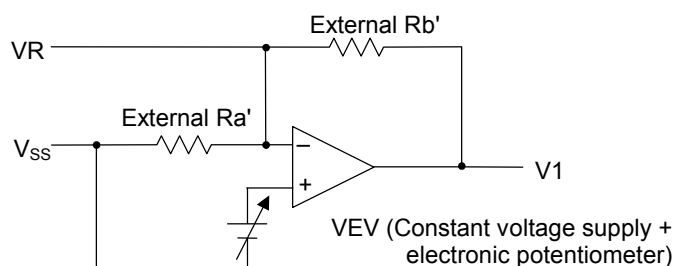 External Rb'
VR
External Ra'
VSS
−
+
V1
VEV (Constant voltage supply +
electronic potentiometer)